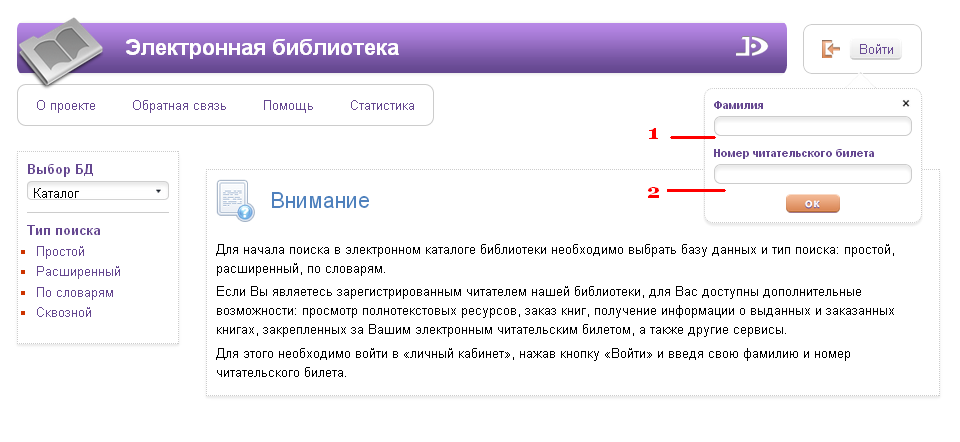 Электронная библиотека
Войти
О проекте
Обратная связь
Помощь
Статистика
Фамилия
1
Номер читательского билета
2
ок
Выбор БД
Каталог
Тип поиска
Простой
Расширенный
По словарям
Сквозной
Внимание
Для начала поиска в электронном каталоге библиотеки необходимо выбрать базу данных и тип поиска: простой,
расширенный, по словарям.
Если Вы являетесь зарегистрированным читателем нашей библиотеки, для Вас доступны дополнительные
возможности: просмотр полнотекстовых ресурсов, заказ книг, получение информации о выданных и заказанных
книгах, закрепленных за Вашим электронным читательским билетом, а также другие сервисы.
Для этого необходимо войти в «личный кабинет», нажав кнопку «Войти» и введя свою фамилию и номер
читательского билета.